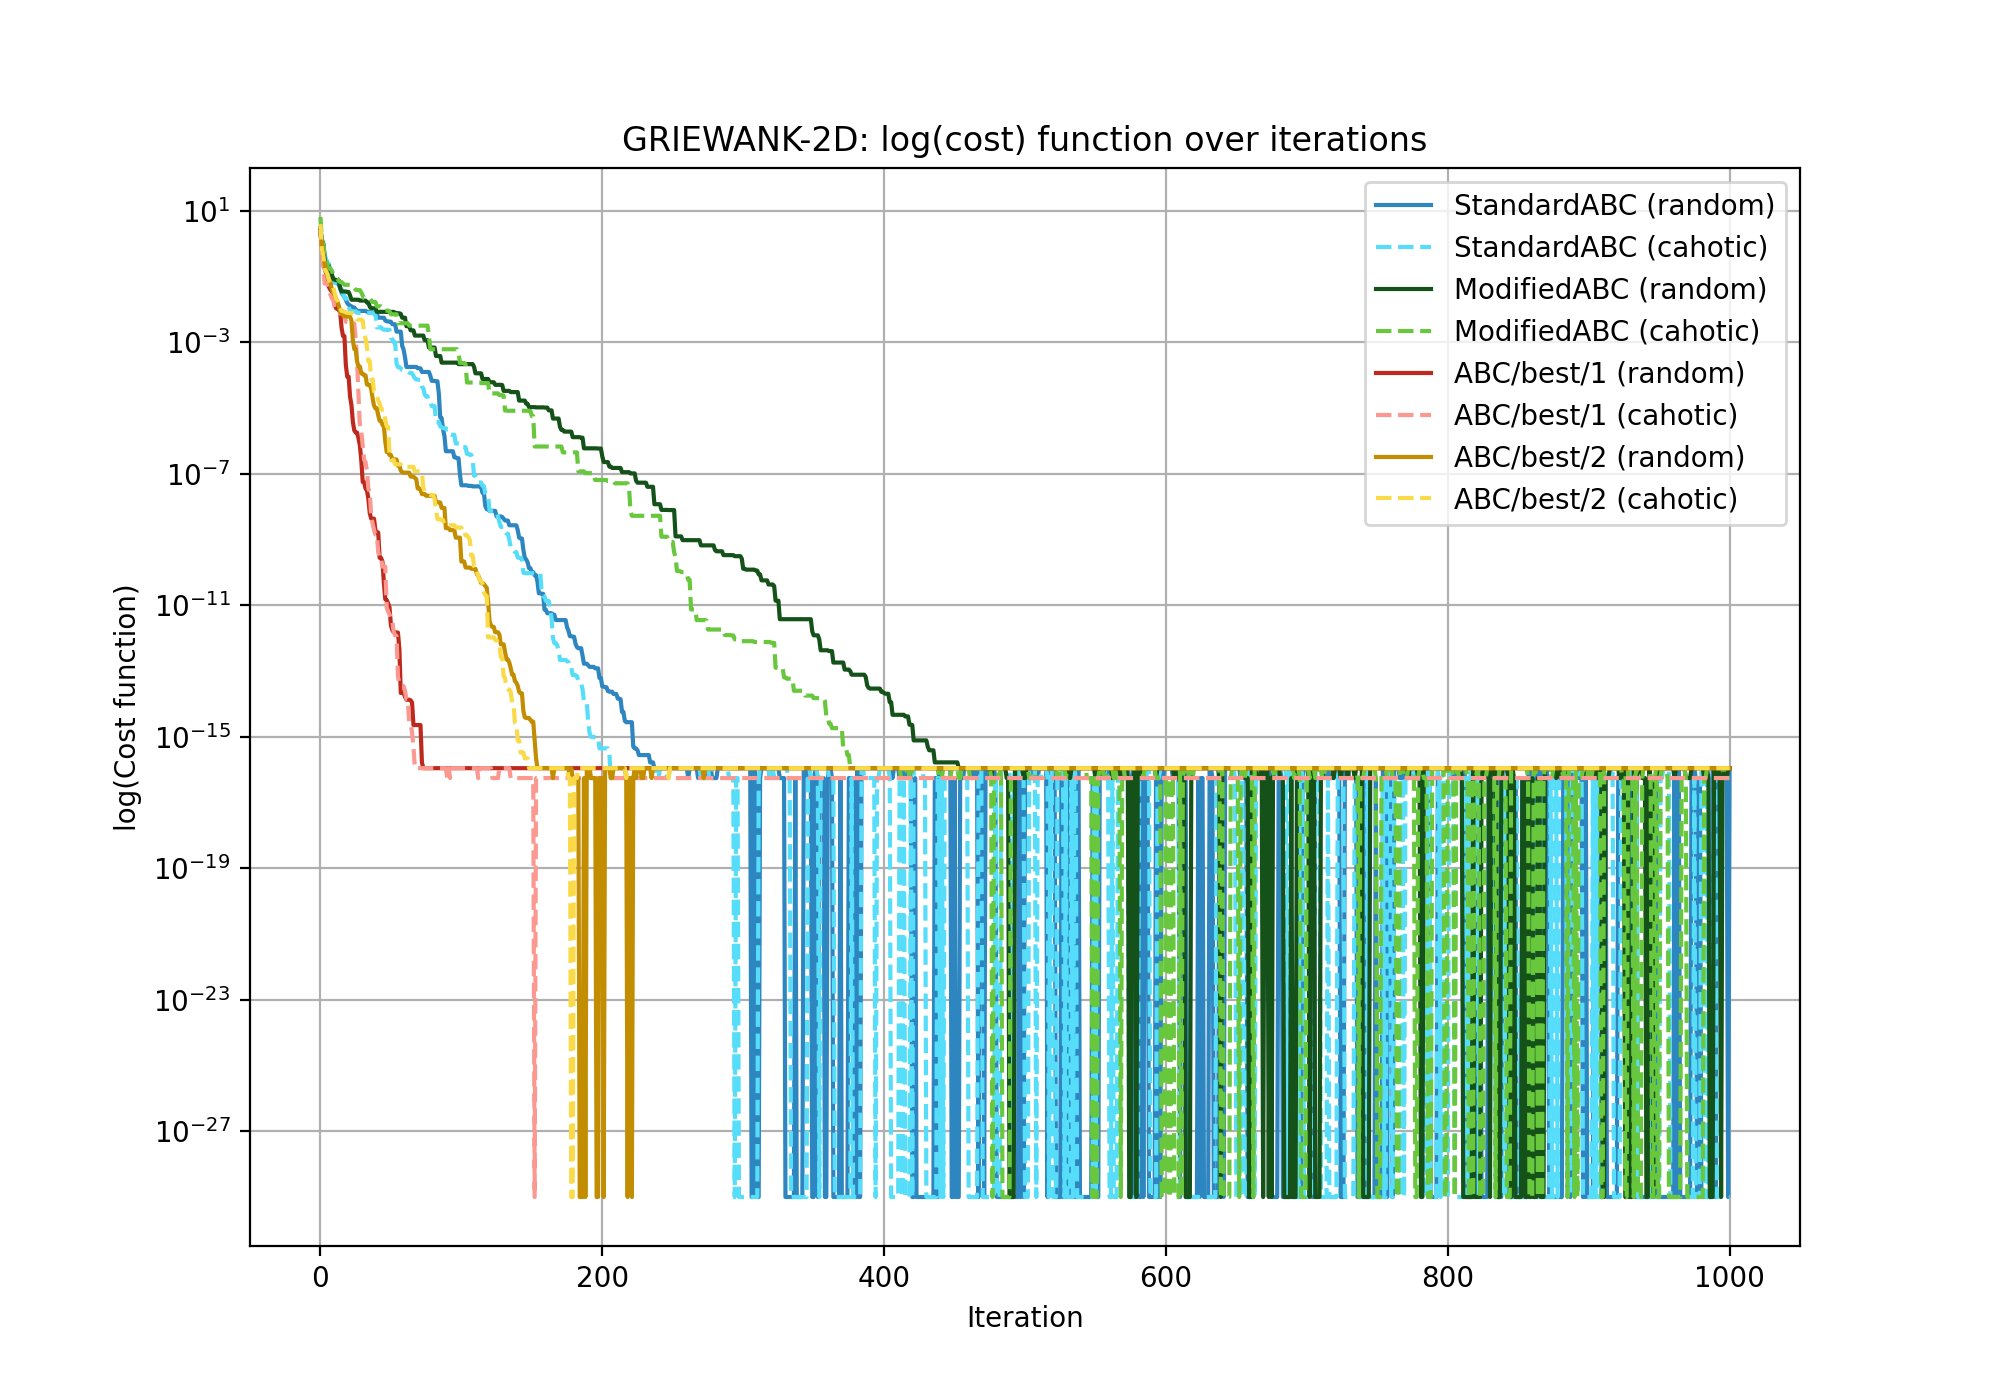 GRIEWANK-2D: log(cost) function over iterations
log(Cost function)
10¹
10⁻³
10⁻⁷
10⁻¹¹
10⁻¹⁵
10⁻¹⁹
10⁻²³
10⁻²⁷
StandardABC (random)
StandardABC (cahotic)
ModifiedABC (random)
ModifiedABC (cahotic)
ABC/best/1 (random)
ABC/best/1 (cahotic)
ABC/best/2 (random)
ABC/best/2 (cahotic)
0 200 400 600 800 1000
Iteration